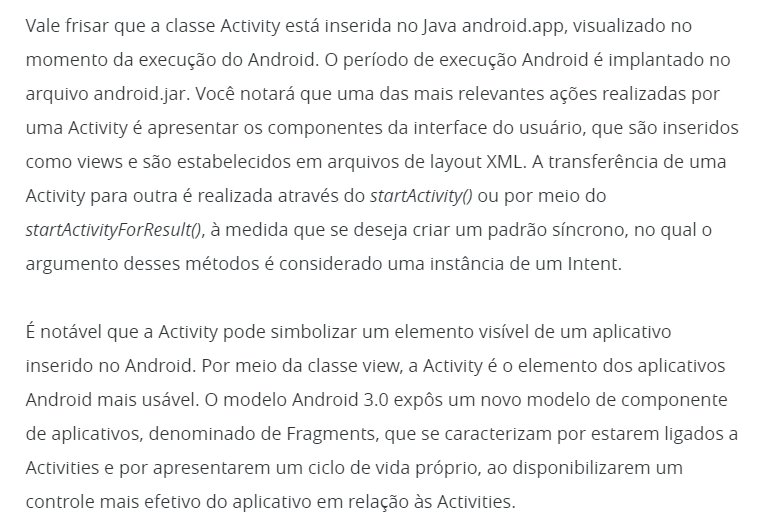 Vale frisar que a classe Activity está inserida no Java android.app, visualizado no
momento da execução do Android. O período de execução Android é implantado no
arquivo android.jar. Você notará que uma das mais relevantes ações realizadas por
uma Activity é apresentar os componentes da interface do usuário, que são inseridos
como views e são estabelecidos em arquivos de layout XML. A transferência de uma
Activity para outra é realizada através do startActivity() ou por meio do
startActivityForResult(), à medida que se deseja criar um padrão síncrono, no qual o
argumento desses métodos é considerado uma instância de um Intent.
É notável que a Activity pode simbolizar um elemento visível de um aplicativo
inserido no Android. Por meio da classe view, a Activity é o elemento dos aplicativos
Android mais usável. O modelo Android 3.0 expôs um novo modelo de componente
de aplicativos, denominado de Fragments, que se caracterizam por estarem ligados a
Activities e por apresentarem um ciclo de vida próprio, ao disponibilizarem um
controle mais efetivo do aplicativo em relação às Activities.